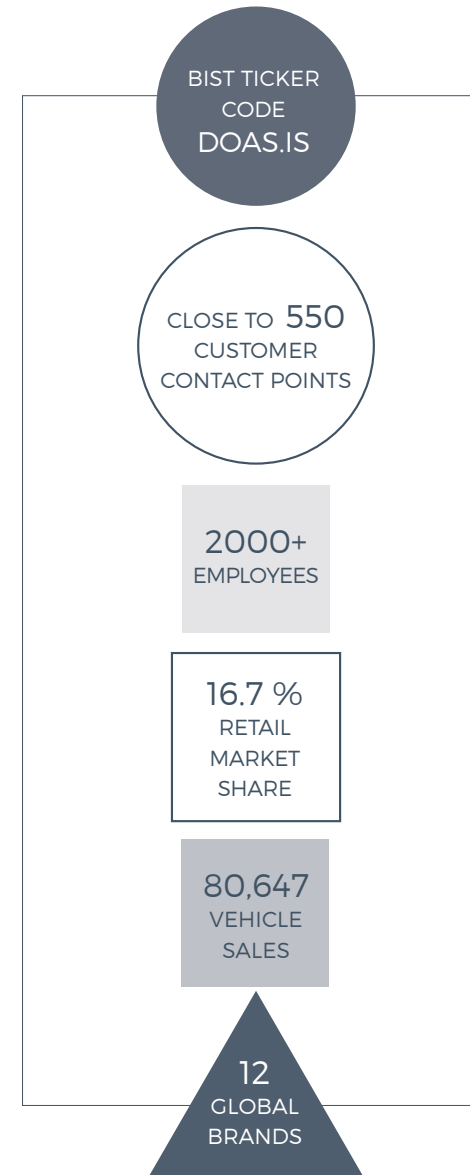 BIST TICKER
CODE
DOAS.IS
CLOSE TO 550
CUSTOMER
CONTACT POINTS
2000+
EMPLOYEES
16.7 %
RETAIL
MARKET
SHARE
80,647
VEHICLE
SALES
12
GLOBAL
BRANDS